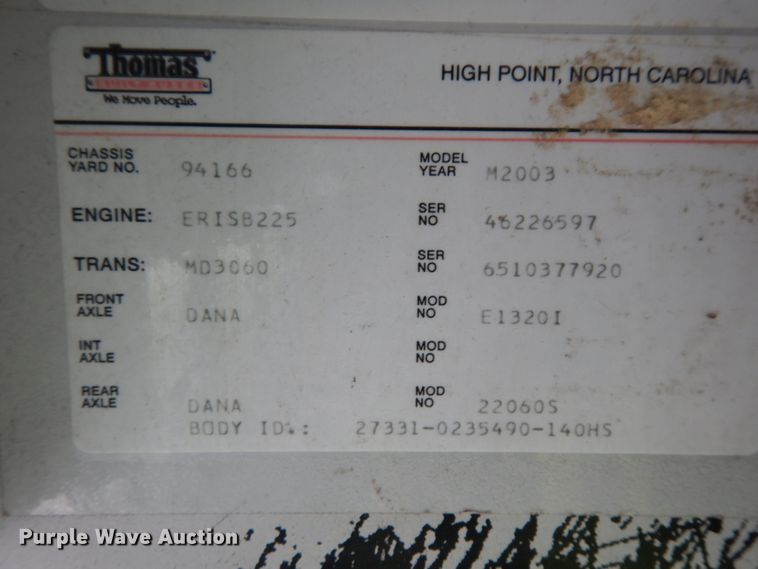 Thomas
We Move People.
HIGH POINT, NORTH CAROLINA
CHASSIS YARD NO. 94166 MODEL YEAR M2003
ENGINE: ERISB225 SER NO 46226597
TRANS: MD3060 SER NO 6510377920
FRONT AXLE DANA MOD NO E1320I
INT AXLE MOD NO
REAR AXLE DANA MOD NO 22060S
BODY ID.: 27331-0235490-140HS
Purple Wave Auction